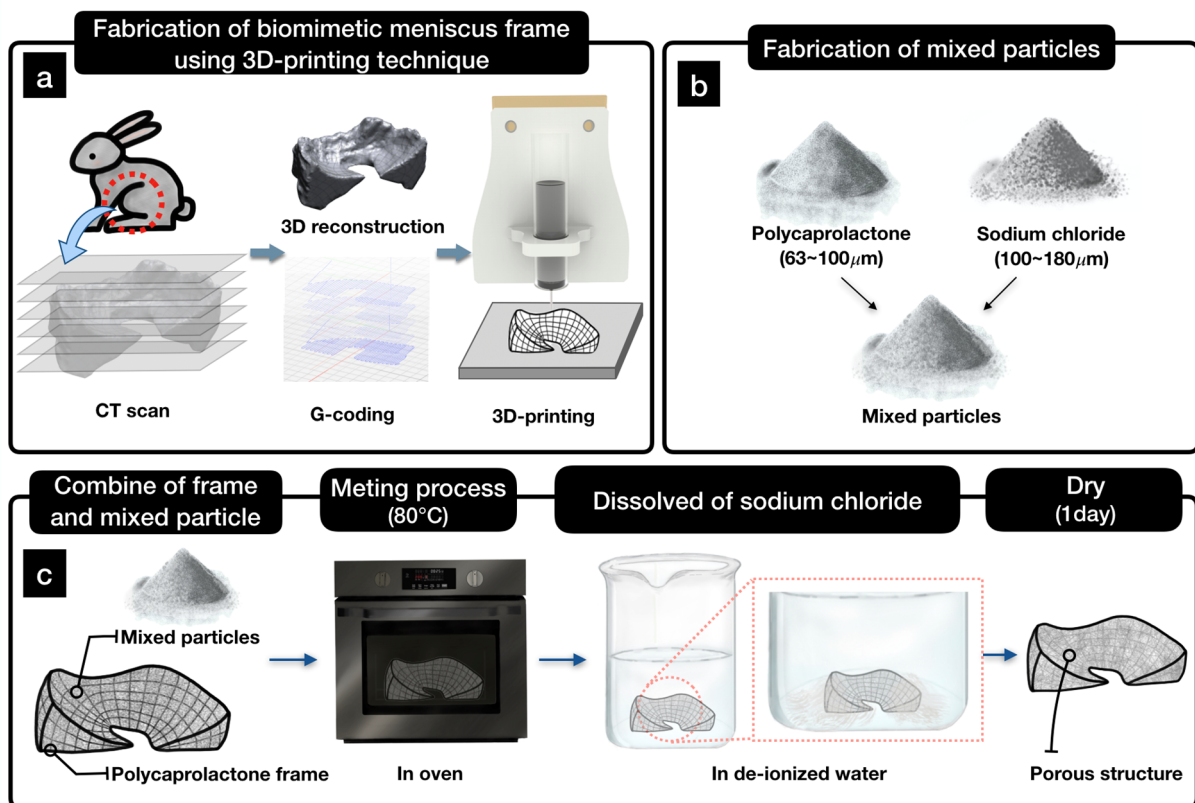 Fabrication of biomimetic meniscus frame
using 3D-printing technique
a
3D reconstruction
CT scan
G-coding
3D-printing
Fabrication of mixed particles
b
Polycaprolactone
(63~100μm)
Sodium chloride
(100~180μm)
Mixed particles
Combine of frame
and mixed particle
Meting process
(80°C)
Dissolved of sodium chloride
Dry
(1day)
c
Mixed particles
Polycaprolactone frame
In oven
In de-ionized water
Porous structure